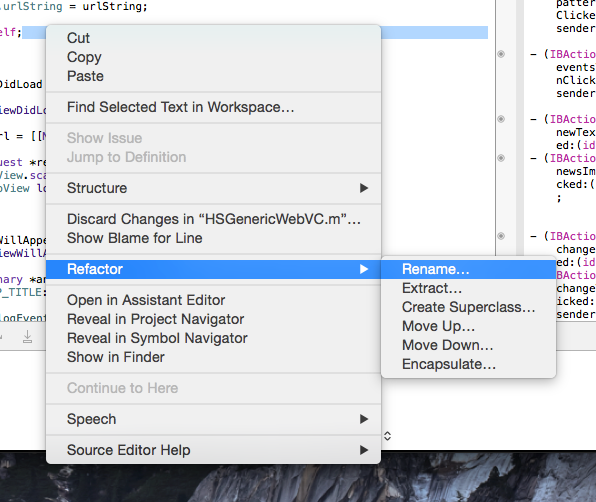 .urlString = urlString;
elf;
Cut
Copy
Paste
Find Selected Text in Workspace...
Show Issue
Jump to Definition
Structure
Discard Changes in “HSGenericWebVC.m”...
Show Blame for Line
Refactor
Open in Assistant Editor
Reveal in Project Navigator
Reveal in Symbol Navigator
Show in Finder
Continue to Here
Speech
Source Editor Help
Rename...
Extract...
Create Superclass...
Move Up...
Move Down...
Encapsulate...
DidLoad
iewDidLo
rl = [[N
uest *re
View.sca
oView lo
WillAppe
iewWillA
nary *an
P_TITLE:
logEvent
patter
Clicke
sender
- (IBActio
events
nClick
sender
- (IBActio
newTex
ed:(id
- (IBActio
newsIm
cked:(
;
- (IBActio
change
ed:(id
IBActio
change
icked:
sender